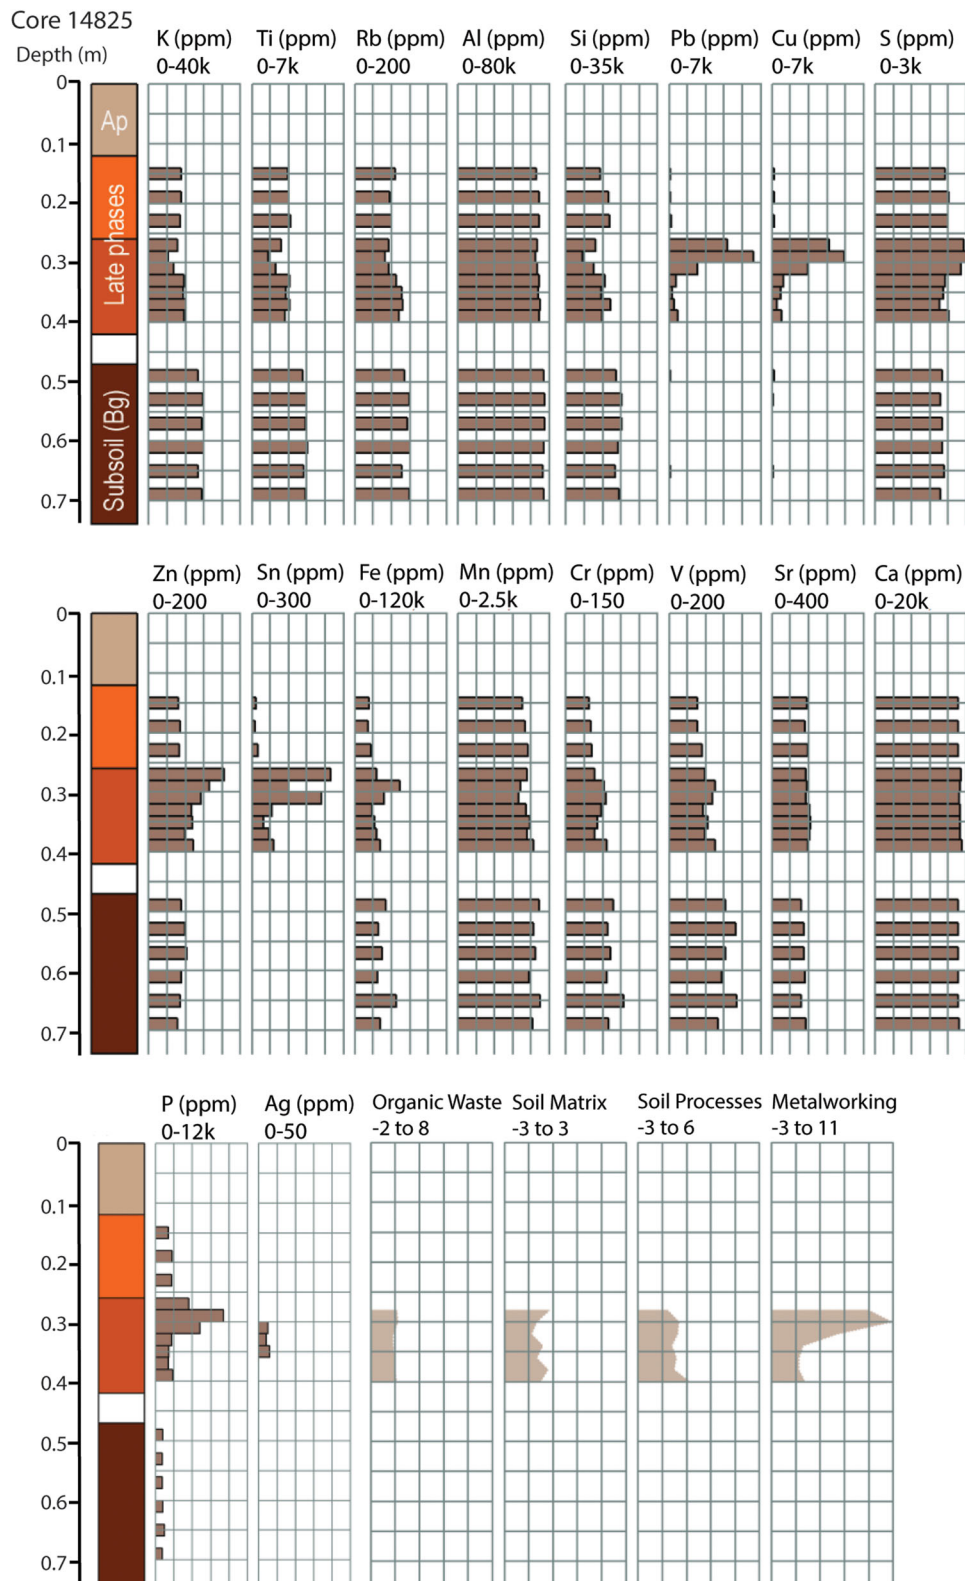 Core 14825
Depth (m)
K (ppm) Ti (ppm) Rb (ppm) Al (ppm) Si (ppm) Pb (ppm) Cu (ppm) S (ppm)
0-40k 0-7k 0-200 0-80k 0-35k 0-7k 0-7k 0-3k
0
Ap
0.1
0.2
Late phases
0.3
0.4
0.5
Subsoil (Bg)
0.6
0.7
Zn (ppm) Sn (ppm) Fe (ppm) Mn (ppm) Cr (ppm) V (ppm) Sr (ppm) Ca (ppm)
0-200 0-300 0-120k 0-2.5k 0-150 0-200 0-400 0-20k
0
0.1
0.2
0.3
0.4
0.5
0.6
0.7
P (ppm) Ag (ppm) Organic Waste Soil Matrix Soil Processes Metalworking
0-12k 0-50 -2 to 8 -3 to 3 -3 to 6 -3 to 11
0
0.1
0.2
0.3
0.4
0.5
0.6
0.7